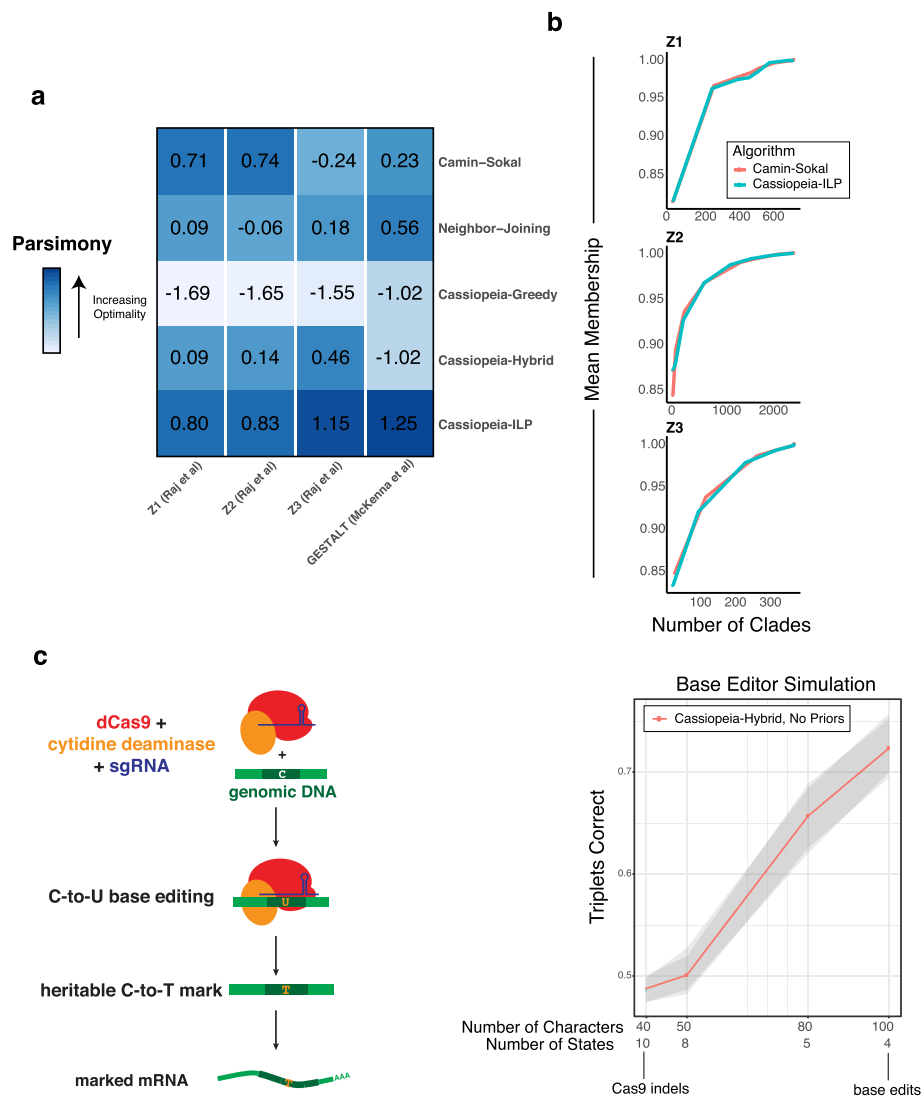 a
Parsimony
Increasing
Optimality
0.71 0.74 -0.24 0.23 Camin–Sokal
0.09 -0.06 0.18 0.56 Neighbor–Joining
-1.69 -1.65 -1.55 -1.02 Cassiopeia-Greedy
0.09 0.14 0.46 -1.02 Cassiopeia-Hybrid
0.80 0.83 1.15 1.25 Cassiopeia-ILP
Z1 (Raj et al)
Z2 (Raj et al)
Z3 (Raj et al)
GESTALT (McKenna et al)
b
Mean Membership
Z1
1.00
0.95
0.90
0.85
0 200 400 600
Algorithm
Camin-Sokal
Cassiopeia-ILP
Z2
1.00
0.95
0.90
0.85
0 1000 2000
Z3
1.00
0.95
0.90
0.85
100 200 300
Number of Clades
c
dCas9 +
cytidine deaminase
+ sgRNA
+
C
genomic DNA
C-to-U base editing
U
heritable C-to-T mark
T
marked mRNA
T
AAA
Base Editor Simulation
Cassiopeia-Hybrid, No Priors
Triplets Correct
0.7
0.6
0.5
Number of Characters 40 50 80 100
Number of States 10 8 5 4
Cas9 indels base edits